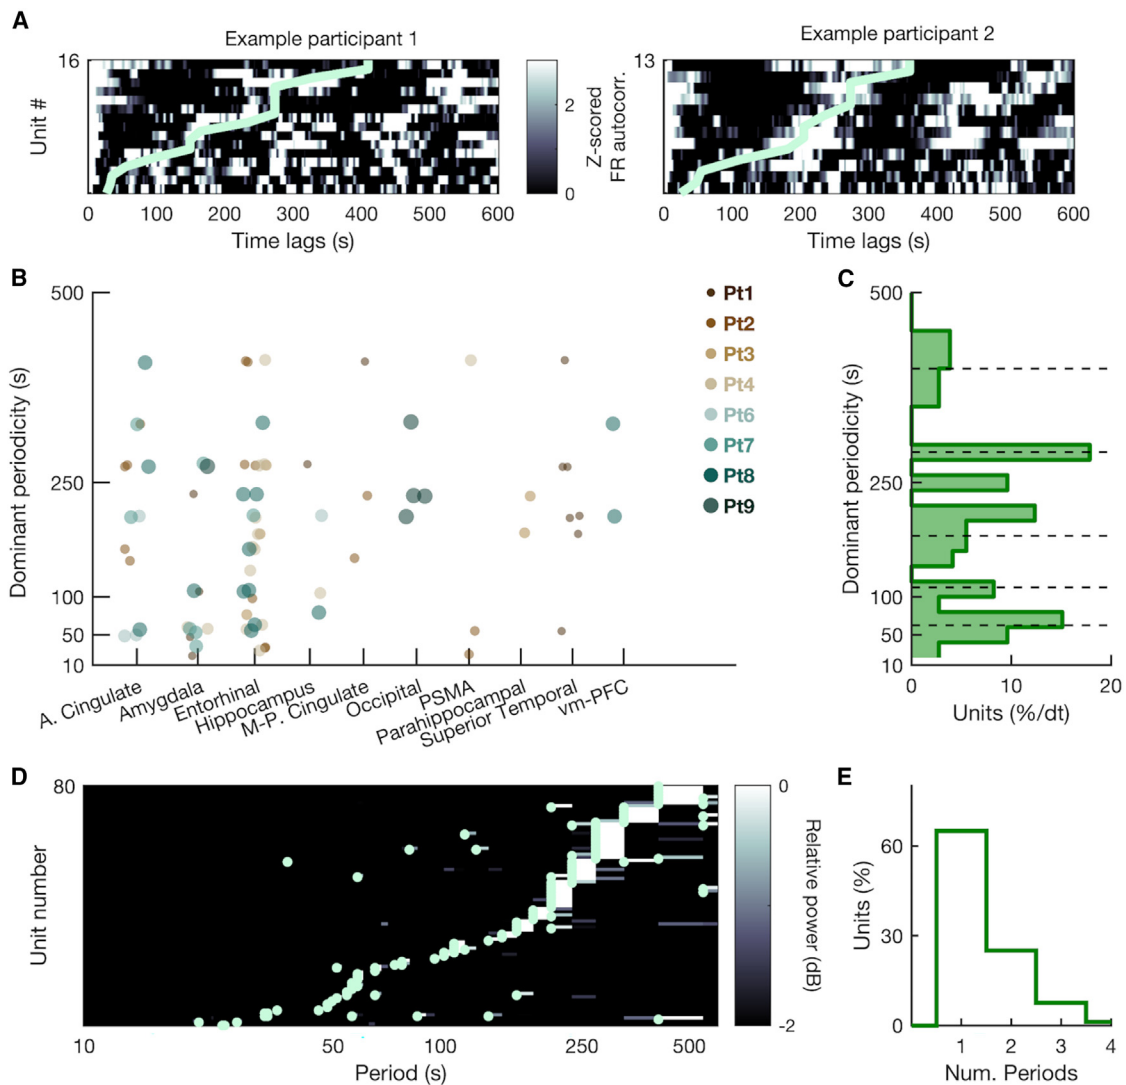 A
Example participant 1
Example participant 2
16
Unit #
0 100 200 300 400 500 600
Time lags (s)
2
0
Z-scored
FR autocorr.
13
0 100 200 300 400 500 600
Time lags (s)
B
500
250
100
50
10
Dominant periodicity (s)
A. Cingulate
Amygdala
Entorhinal
Hippocampus
M-P. Cingulate
Occipital
PSMA
Parahippocampal
Superior Temporal
vm-PFC
Pt1
Pt2
Pt3
Pt4
Pt6
Pt7
Pt8
Pt9
C
500
250
100
50
10
Dominant periodicity (s)
0 10 20
Units (%/dt)
D
80
Unit number
10 50 100 250 500
Period (s)
0
-2
Relative power (dB)
E
60
30
0
Units (%)
1 2 3 4
Num. Periods